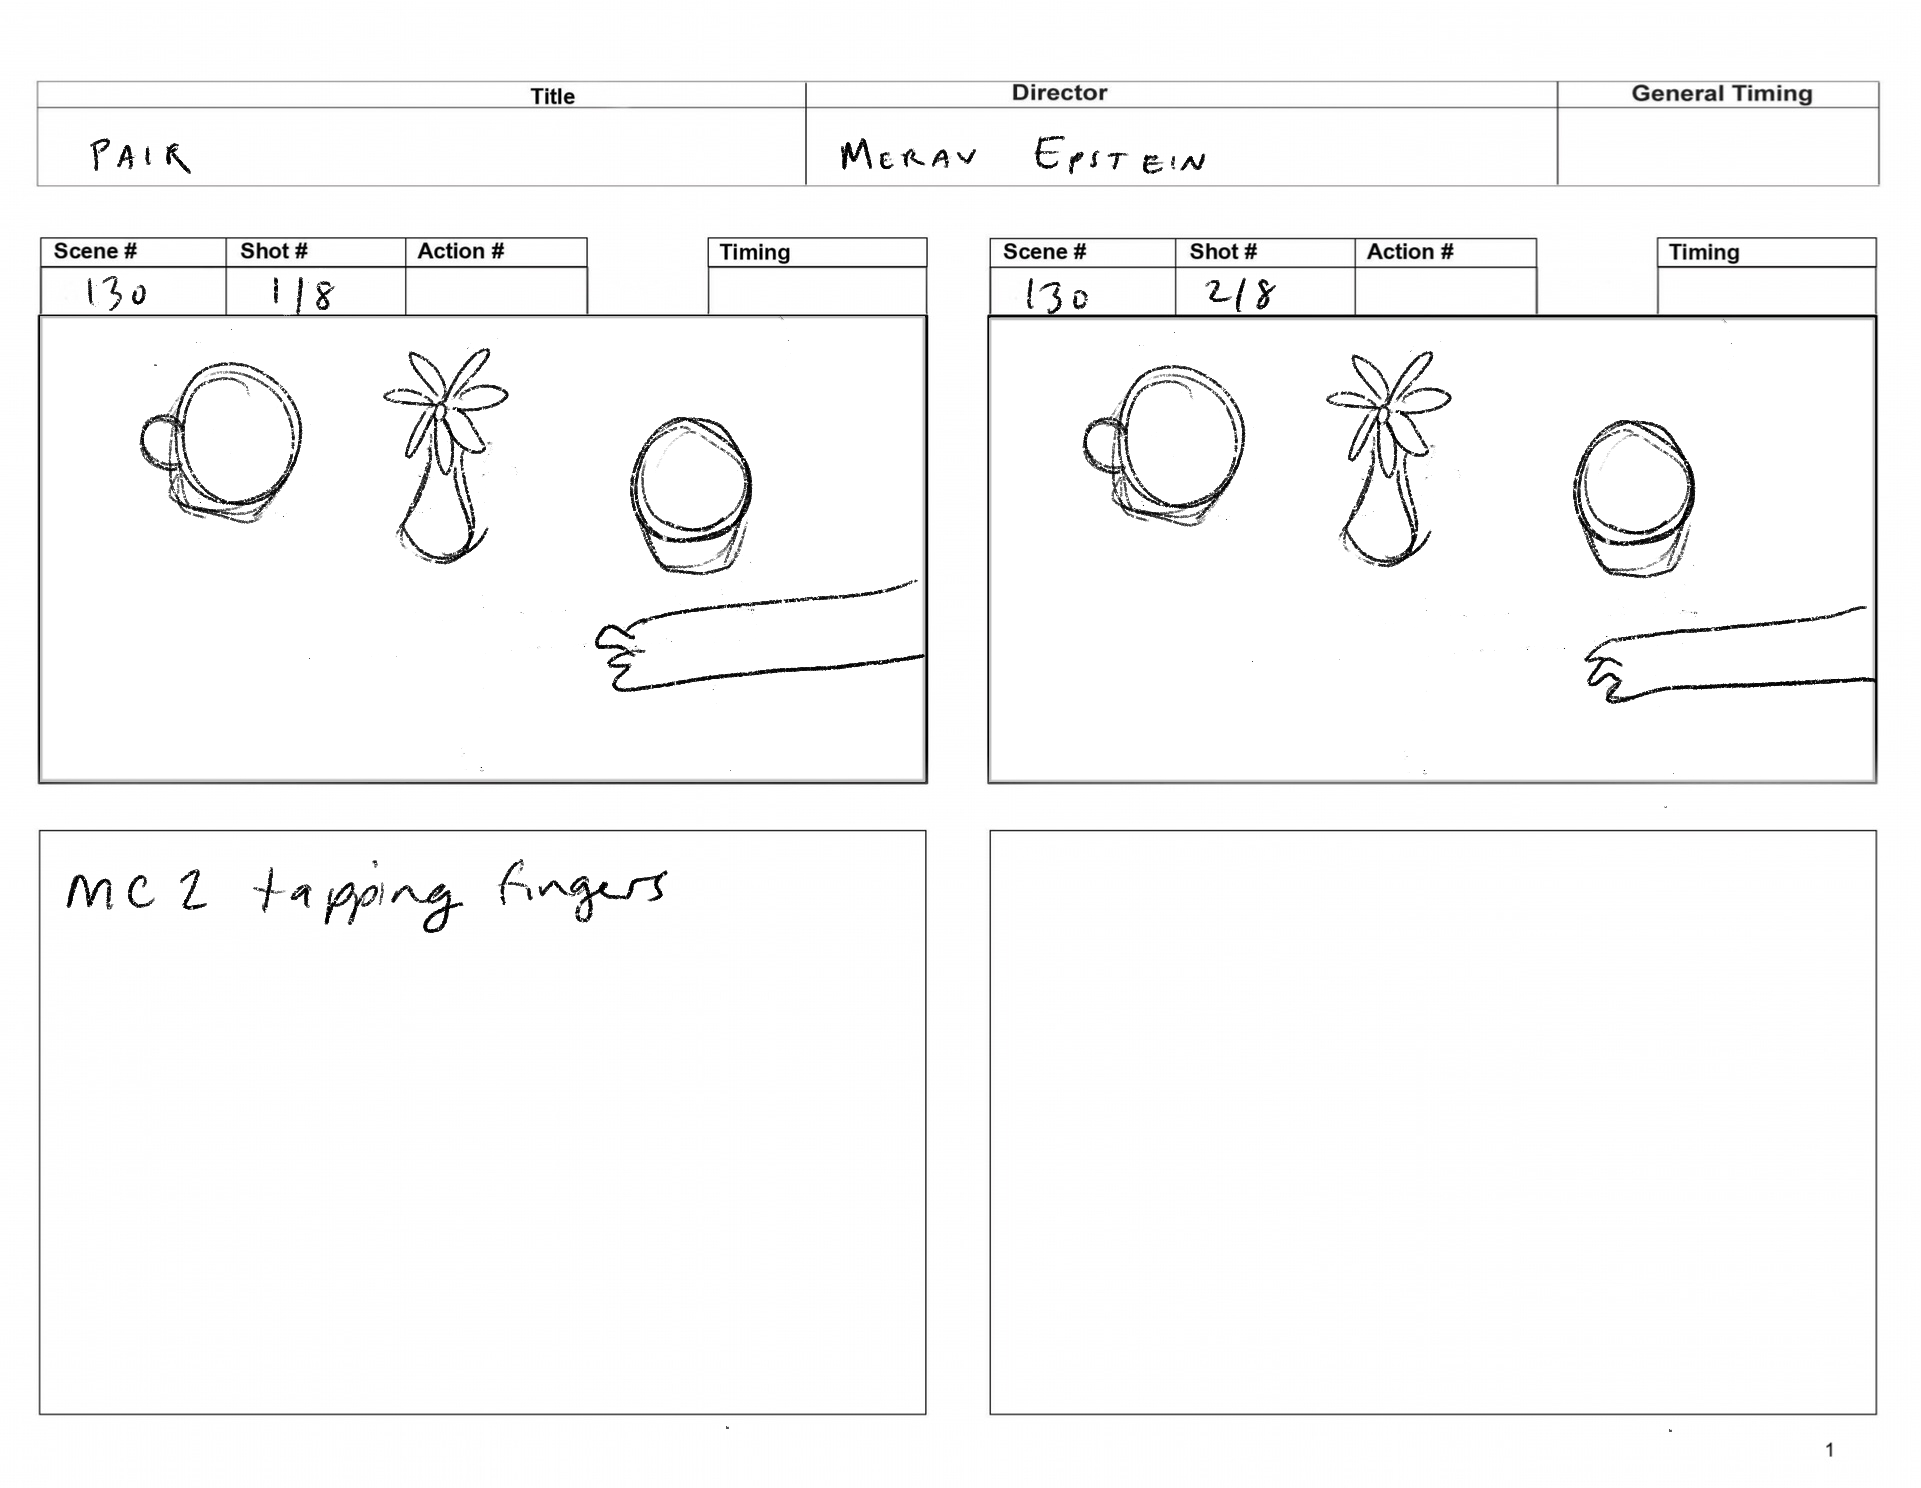 Title Director General Timing
PAIR MERAV EPSTEIN
Scene # Shot # Action # Timing Scene # Shot # Action # Timing
130 1/8 130 2/8
MC 2 tapping fingers
1